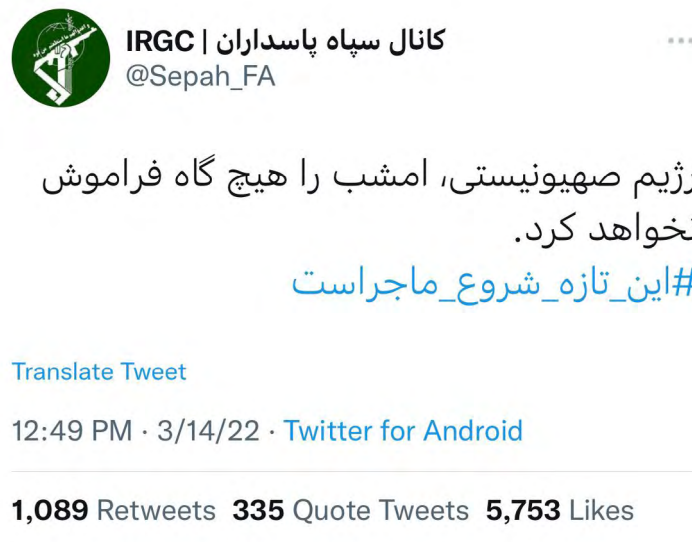 کانال سپاه پاسداران | IRGC
@Sepah_FA
رژیم صهیونیستی، امشب را هیچ گاه فراموش
نخواهد کرد.
#این_تازه_شروع_ماجراست
Translate Tweet
12:49 PM · 3/14/22 · Twitter for Android
1,089 Retweets 335 Quote Tweets 5,753 Likes